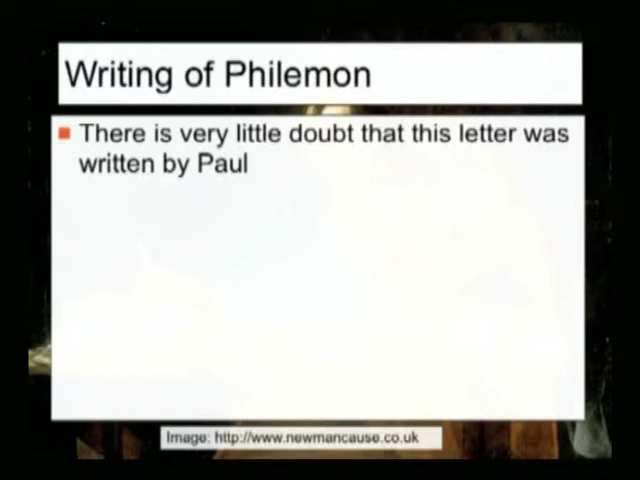 Writing of Philemon
There is very little doubt that this letter was
written by Paul
Image: http://www.newmancause.co.uk